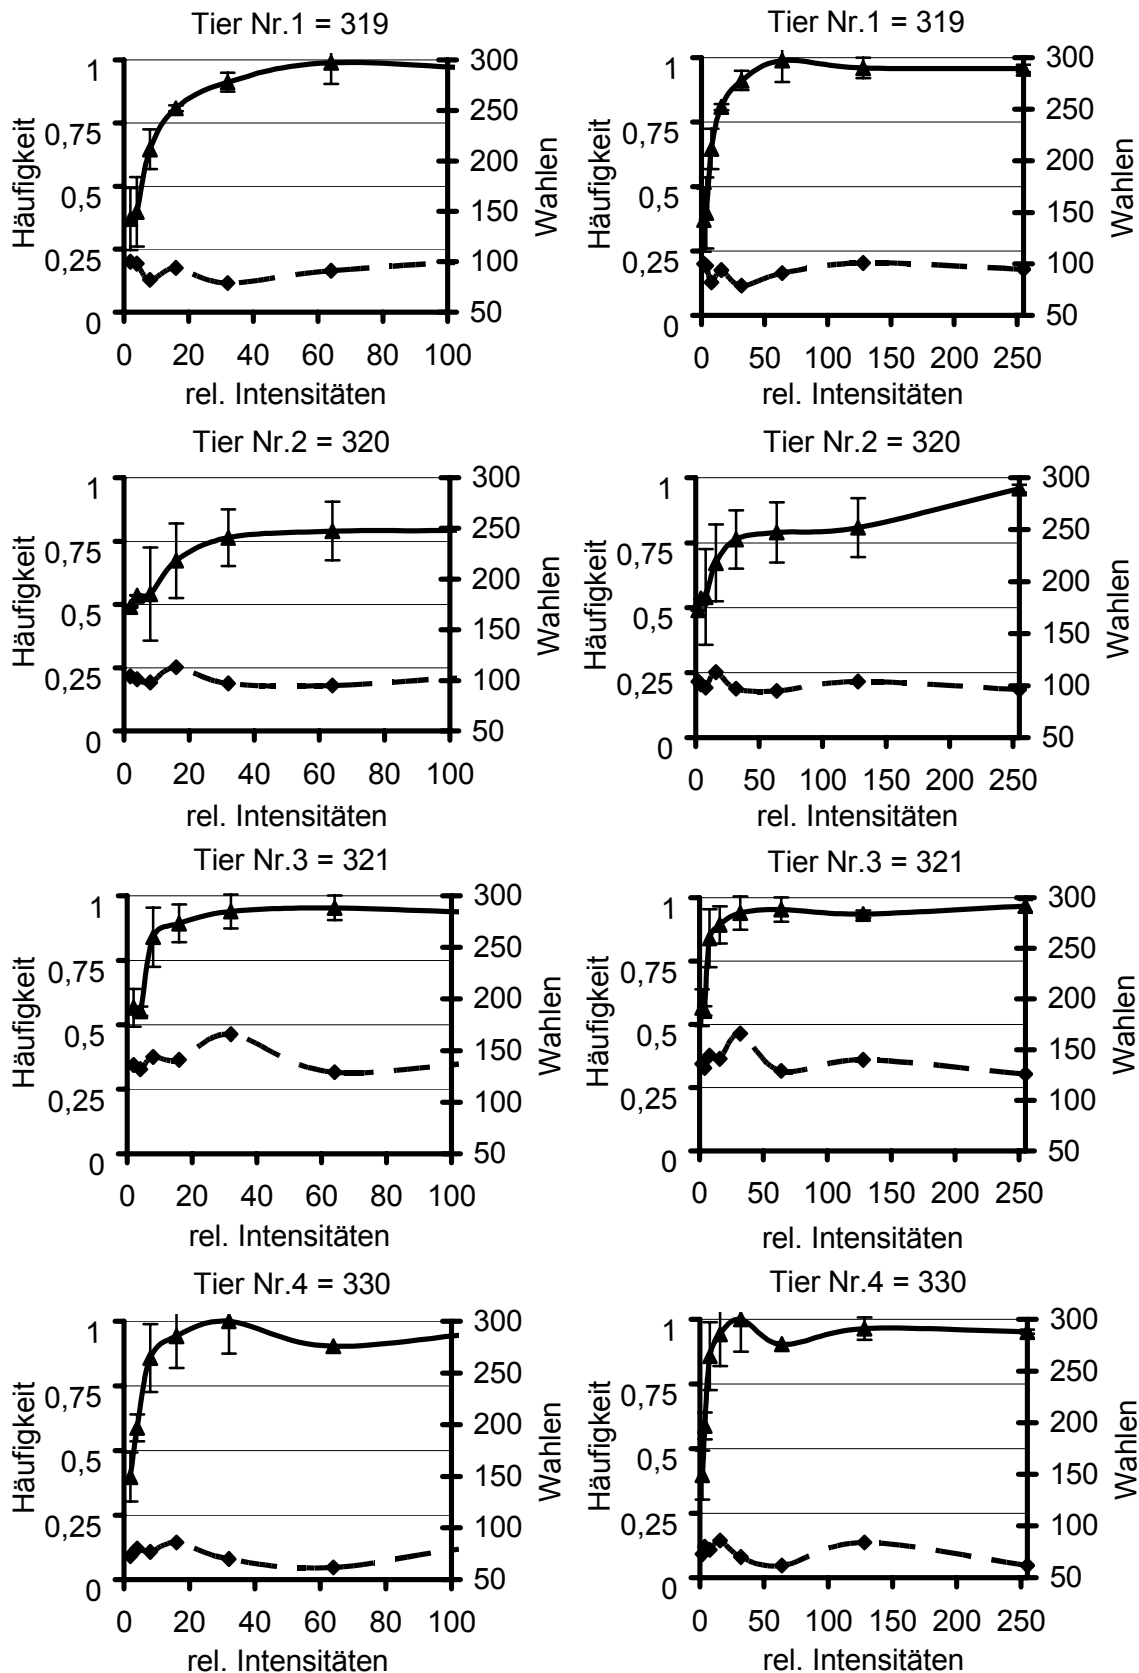 Tier Nr.1 = 319
Häufigkeit
1
0,75
0,5
0,25
0
300
250
200
150
100
50
Wahlen
0 20 40 60 80 100
rel. Intensitäten
Tier Nr.1 = 319
Häufigkeit
1
0,75
0,5
0,25
0
300
250
200
150
100
50
Wahlen
0 50 100 150 200 250
rel. Intensitäten
Tier Nr.2 = 320
Häufigkeit
1
0,75
0,5
0,25
0
300
250
200
150
100
50
Wahlen
0 20 40 60 80 100
rel. Intensitäten
Tier Nr.2 = 320
Häufigkeit
1
0,75
0,5
0,25
0
300
250
200
150
100
50
Wahlen
0 50 100 150 200 250
rel. Intensitäten
Tier Nr.3 = 321
Häufigkeit
1
0,75
0,5
0,25
0
300
250
200
150
100
50
Wahlen
0 20 40 60 80 100
rel. Intensitäten
Tier Nr.3 = 321
Häufigkeit
1
0,75
0,5
0,25
0
300
250
200
150
100
50
Wahlen
0 50 100 150 200 250
rel. Intensitäten
Tier Nr.4 = 330
Häufigkeit
1
0,75
0,5
0,25
0
300
250
200
150
100
50
Wahlen
0 20 40 60 80 100
rel. Intensitäten
Tier Nr.4 = 330
Häufigkeit
1
0,75
0,5
0,25
0
300
250
200
150
100
50
Wahlen
0 50 100 150 200 250
rel. Intensitäten